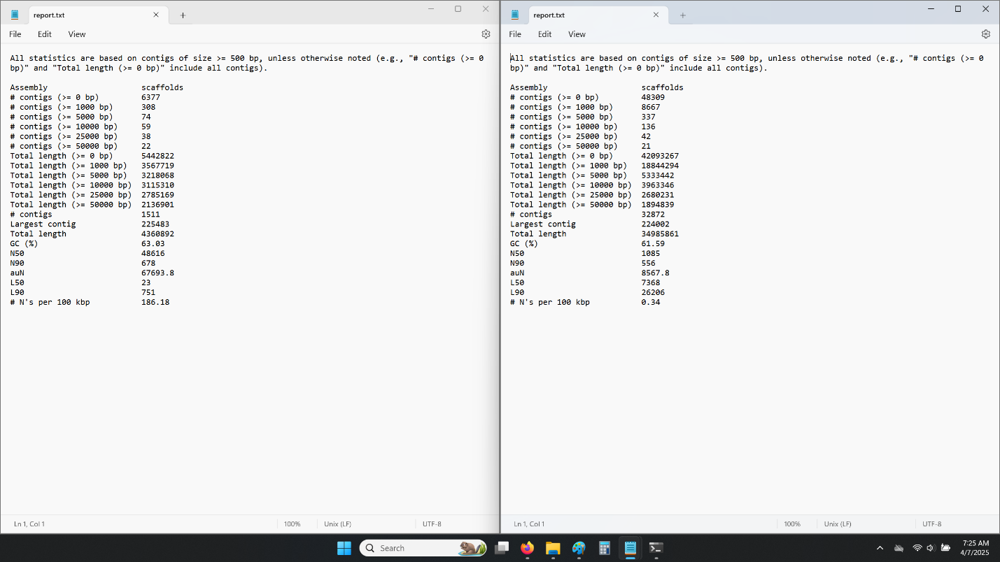 report.txt
File Edit View
All statistics are based on contigs of size >= 500 bp, unless otherwise noted (e.g., "# contigs (>= 0
bp)" and "Total length (>= 0 bp)" include all contigs).
Assembly scaffolds
# contigs (>= 0 bp) 6377
# contigs (>= 1000 bp) 308
# contigs (>= 5000 bp) 74
# contigs (>= 10000 bp) 59
# contigs (>= 25000 bp) 38
# contigs (>= 50000 bp) 22
Total length (>= 0 bp) 5442822
Total length (>= 1000 bp) 3567719
Total length (>= 5000 bp) 3218068
Total length (>= 10000 bp) 3115310
Total length (>= 25000 bp) 2785169
Total length (>= 50000 bp) 2136901
# contigs 1511
Largest contig 225483
Total length 4360892
GC (%) 63.03
N50 48616
N90 678
auN 67693.8
L50 23
L90 751
# N's per 100 kbp 186.18
Ln 1, Col 1 100% Unix (LF) UTF-8
report.txt
File Edit View
All statistics are based on contigs of size >= 500 bp, unless otherwise noted (e.g., "# contigs (>= 0
bp)" and "Total length (>= 0 bp)" include all contigs).
Assembly scaffolds
# contigs (>= 0 bp) 48309
# contigs (>= 1000 bp) 8667
# contigs (>= 5000 bp) 337
# contigs (>= 10000 bp) 136
# contigs (>= 25000 bp) 42
# contigs (>= 50000 bp) 21
Total length (>= 0 bp) 42093267
Total length (>= 1000 bp) 18844294
Total length (>= 5000 bp) 5333442
Total length (>= 10000 bp) 3963346
Total length (>= 25000 bp) 2680231
Total length (>= 50000 bp) 1894839
# contigs 32872
Largest contig 224002
Total length 34985861
GC (%) 61.59
N50 1085
N90 556
auN 8567.8
L50 7368
L90 26206
# N's per 100 kbp 0.34
Ln 1, Col 1 100% Unix (LF) UTF-8
Search
7:25 AM
4/7/2025